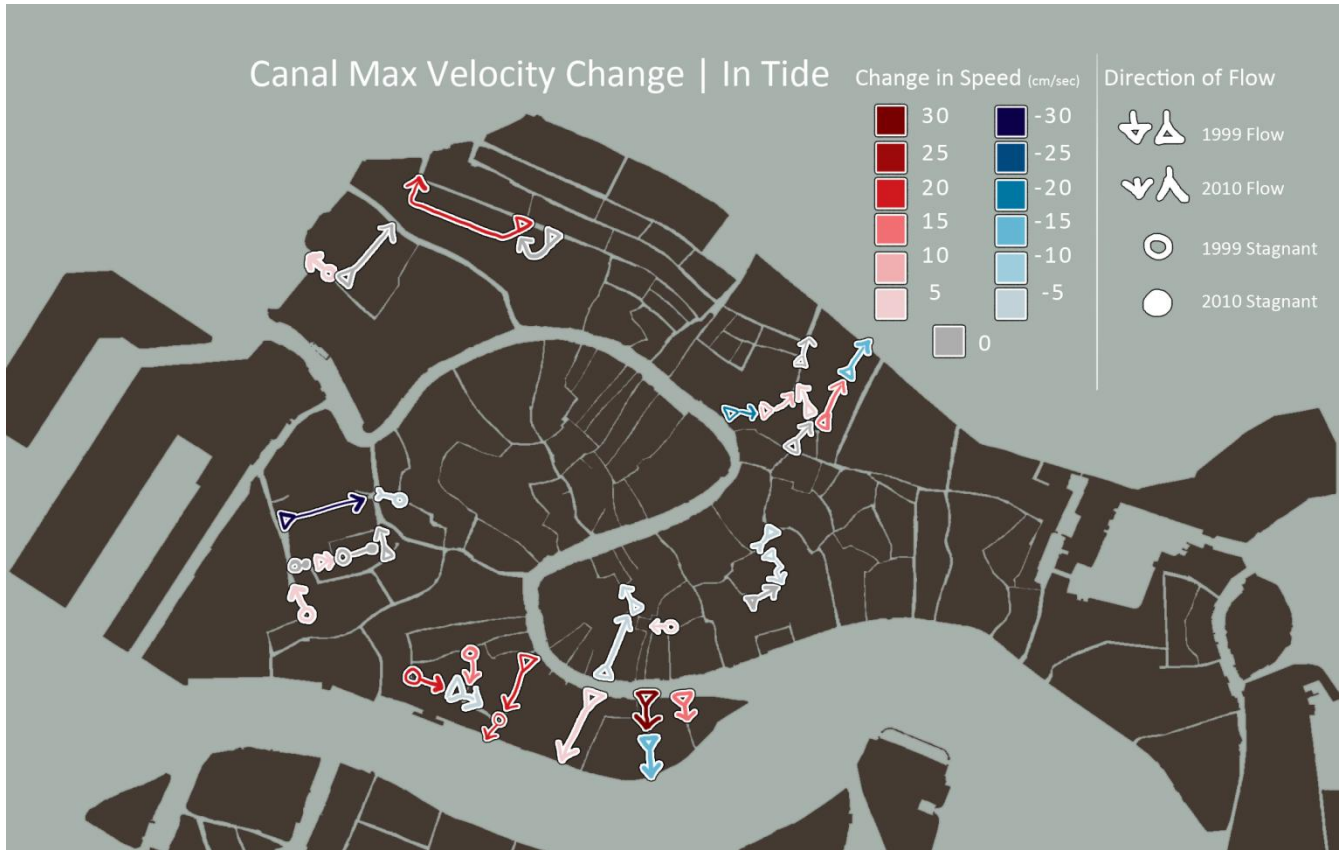 Canal Max Velocity Change | In Tide
Change in Speed (cm/sec)
30
25
20
15
10
5
-30
-25
-20
-15
-10
-5
0
Direction of Flow
1999 Flow
2010 Flow
1999 Stagnant
2010 Stagnant